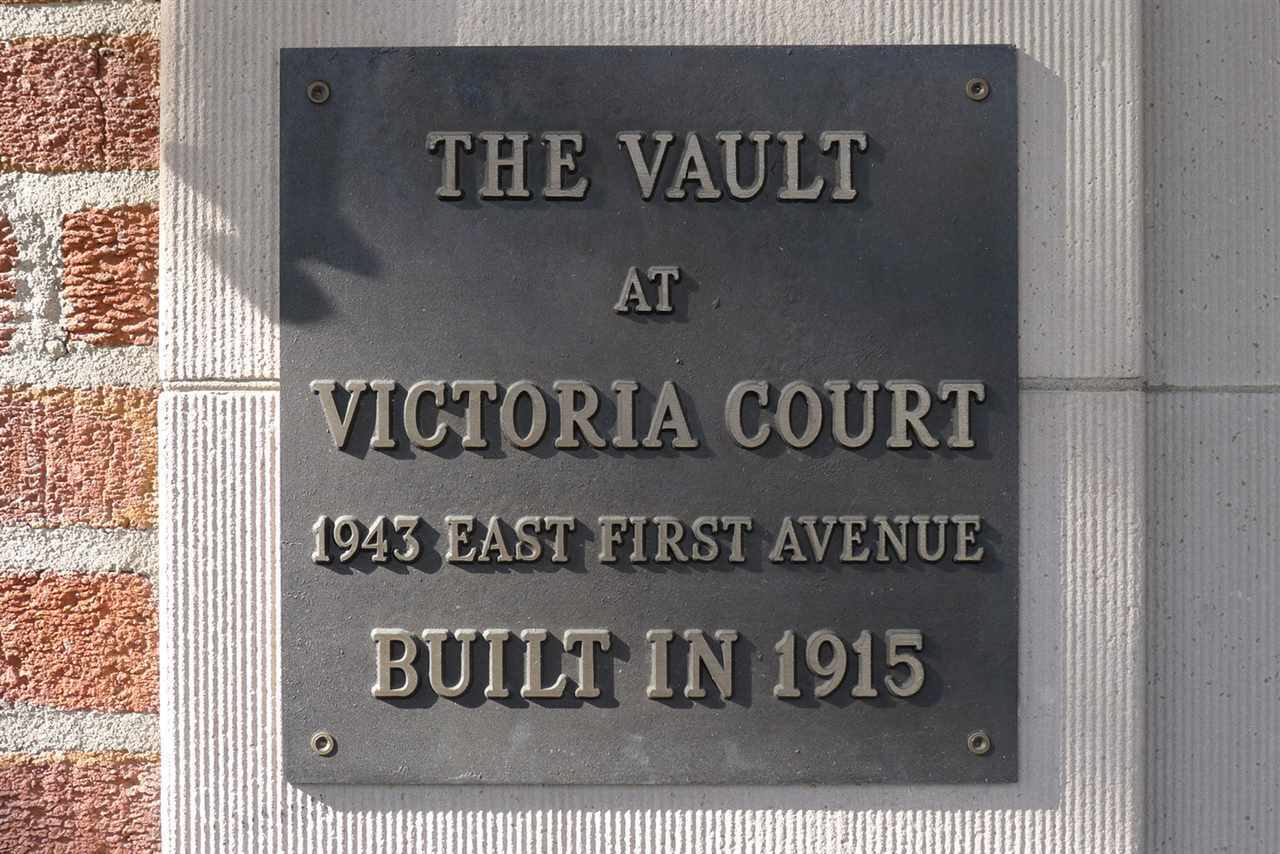 THE VAULT
AT
VICTORIA COURT
1943 EAST FIRST AVENUE
BUILT IN 1915